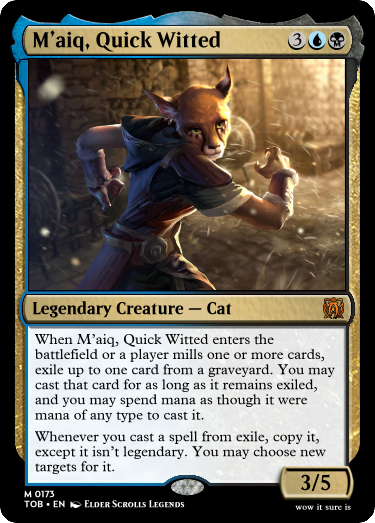 M'aiq, Quick Witted 3
Legendary Creature — Cat
When M'aiq, Quick Witted enters the
battlefield or a player mills one or more cards,
exile up to one card from a graveyard. You may
cast that card for as long as it remains exiled,
and you may spend mana as though it were
mana of any type to cast it.
Whenever you cast a spell from exile, copy it,
except it isn't legendary. You may choose new
targets for it.
3/5
M 0173
TOB • EN Elder Scrolls Legends
wow it sure is